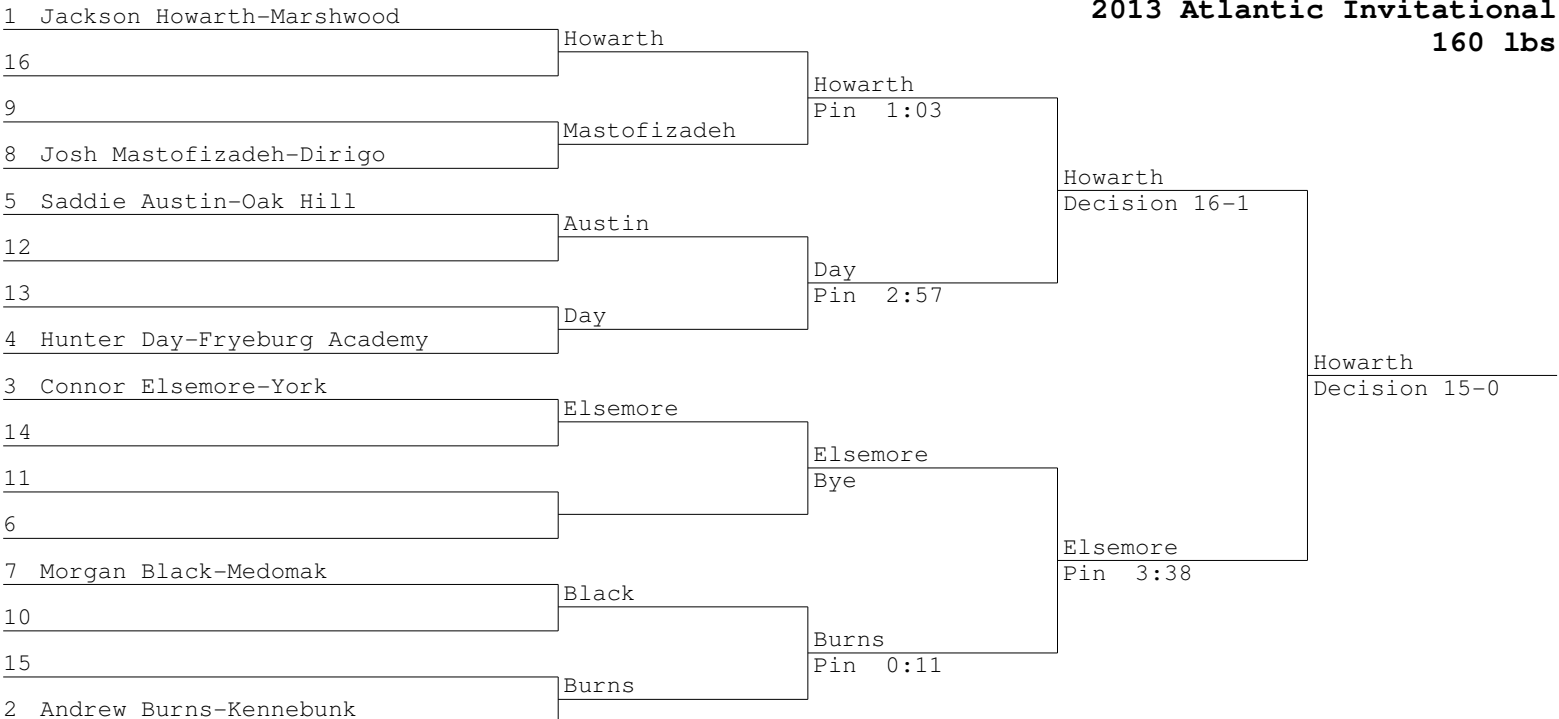 2013 Atlantic Invitational
160 lbs
1 Jackson Howarth-Marshwood
16
9
8 Josh Mastofizadeh-Dirigo
5 Saddie Austin-Oak Hill
12
13
4 Hunter Day-Fryeburg Academy
3 Connor Elsemore-York
14
11
6
7 Morgan Black-Medomak
10
15
2 Andrew Burns-Kennebunk
Howarth
Mastofizadeh
Austin
Day
Elsemore
Black
Burns
Howarth
Pin 1:03
Day
Pin 2:57
Elsemore
Bye
Burns
Pin 0:11
Howarth
Decision 16-1
Elsemore
Pin 3:38
Howarth
Decision 15-0